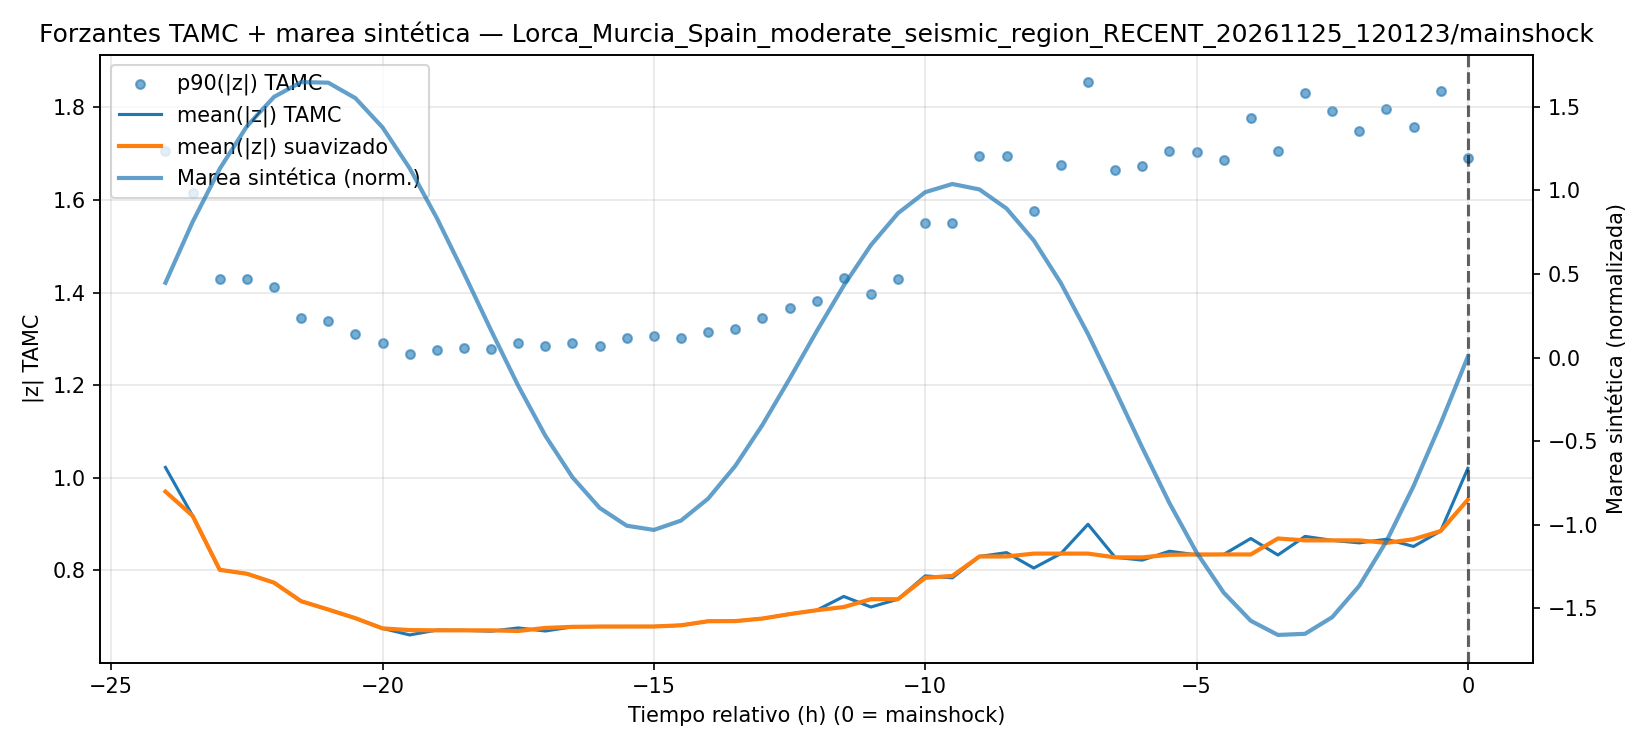 Forzantes TAMC + marea sintética — Lorca_Murcia_Spain_moderate_seismic_region_RECENT_20261125_120123/mainshock
p90(|z|) TAMC
mean(|z|) TAMC
mean(|z|) suavizado
Marea sintética (norm.)
|z| TAMC
1.8
1.6
1.4
1.2
1.0
0.8
1.5
1.0
0.5
0.0
−0.5
−1.0
−1.5
Marea sintética (normalizada)
−25 −20 −15 −10 −5 0
Tiempo relativo (h) (0 = mainshock)